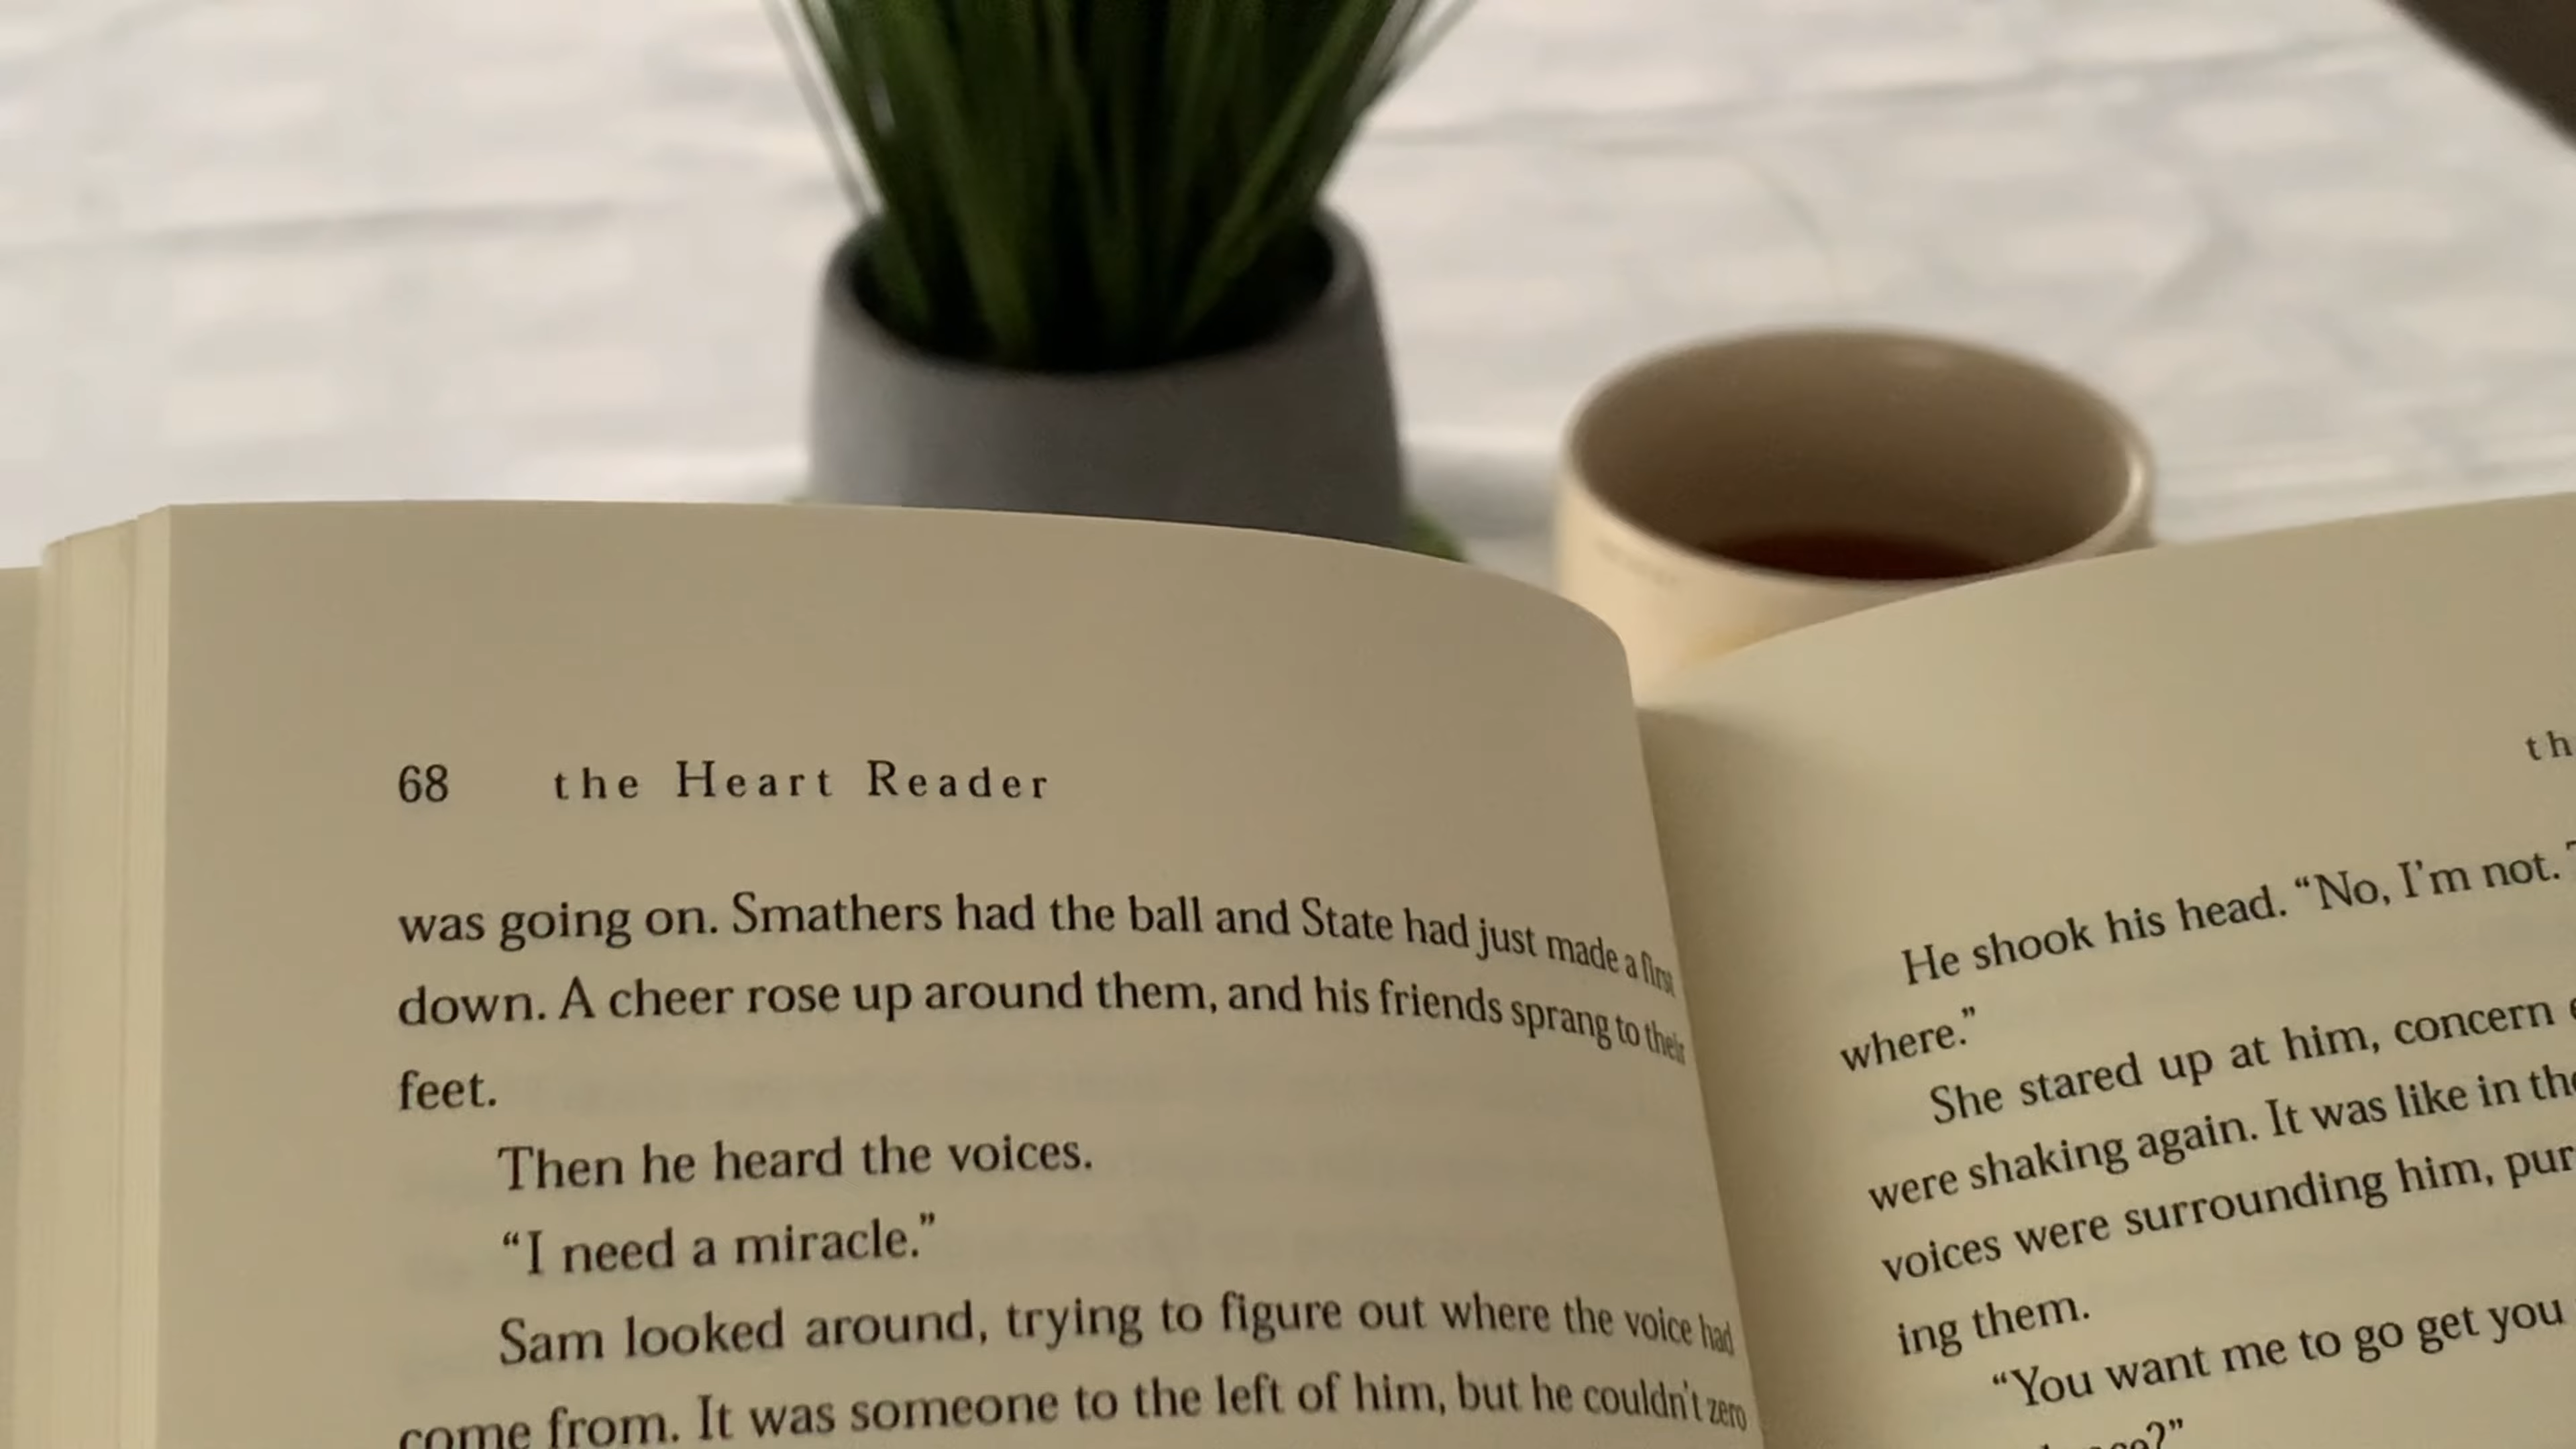 68 the Heart Reader
was going on. Smathers had the ball and State had just made a first
down. A cheer rose up around them, and his friends sprang to their
feet.
Then he heard the voices.
“I need a miracle.”
Sam looked around, trying to figure out where the voice had
come from. It was someone to the left of him, but he couldn't zero
th
He shook his head. “No, I'm not.
where.”
She stared up at him, concern
were shaking again. It was like in the
voices were surrounding him, pur
ing them.
“You want me to go get you